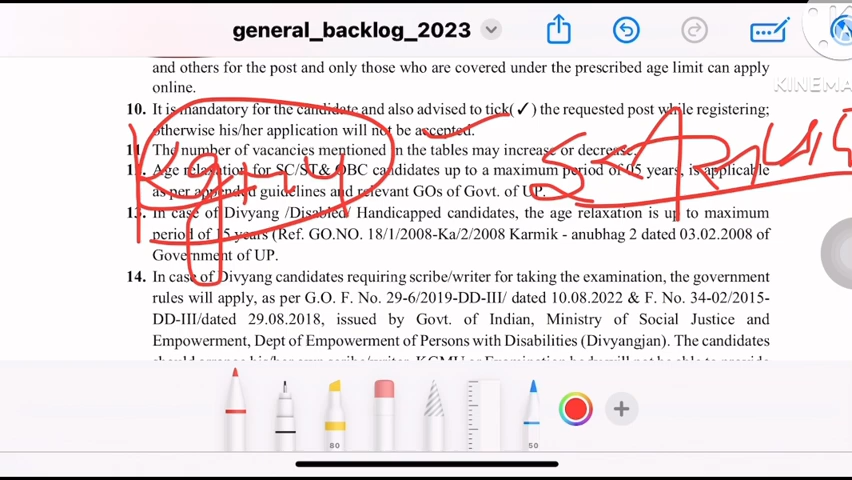 general_backlog_2023
KINEMA
and others for the post and only those who are covered under the prescribed age limit can apply
online.
10. It is mandatory for the candidate and also advised to tick(✓) the requested post while registering;
otherwise his/her application will not be accepted.
11. The number of vacancies mentioned in the tables may increase or decrease.
12. Age relaxation for SC/ST& OBC candidates up to a maximum period of 05 years, is applicable
as per appended guidelines and relevant GOs of Govt. of UP.
13. In case of Divyang /Disabled/ Handicapped candidates, the age relaxation is up to maximum
period of 15 years (Ref. GO.NO. 18/1/2008-Ka/2/2008 Karmik - anubhag 2 dated 03.02.2008 of
Government of UP.
14. In case of Divyang candidates requiring scribe/writer for taking the examination, the government
rules will apply, as per G.O. F. No. 29-6/2019-DD-III/ dated 10.08.2022 & F. No. 34-02/2015-
DD-III/dated 29.08.2018, issued by Govt. of Indian, Ministry of Social Justice and
Empowerment, Dept of Empowerment of Persons with Disabilities (Divyangjan). The candidates
80
50